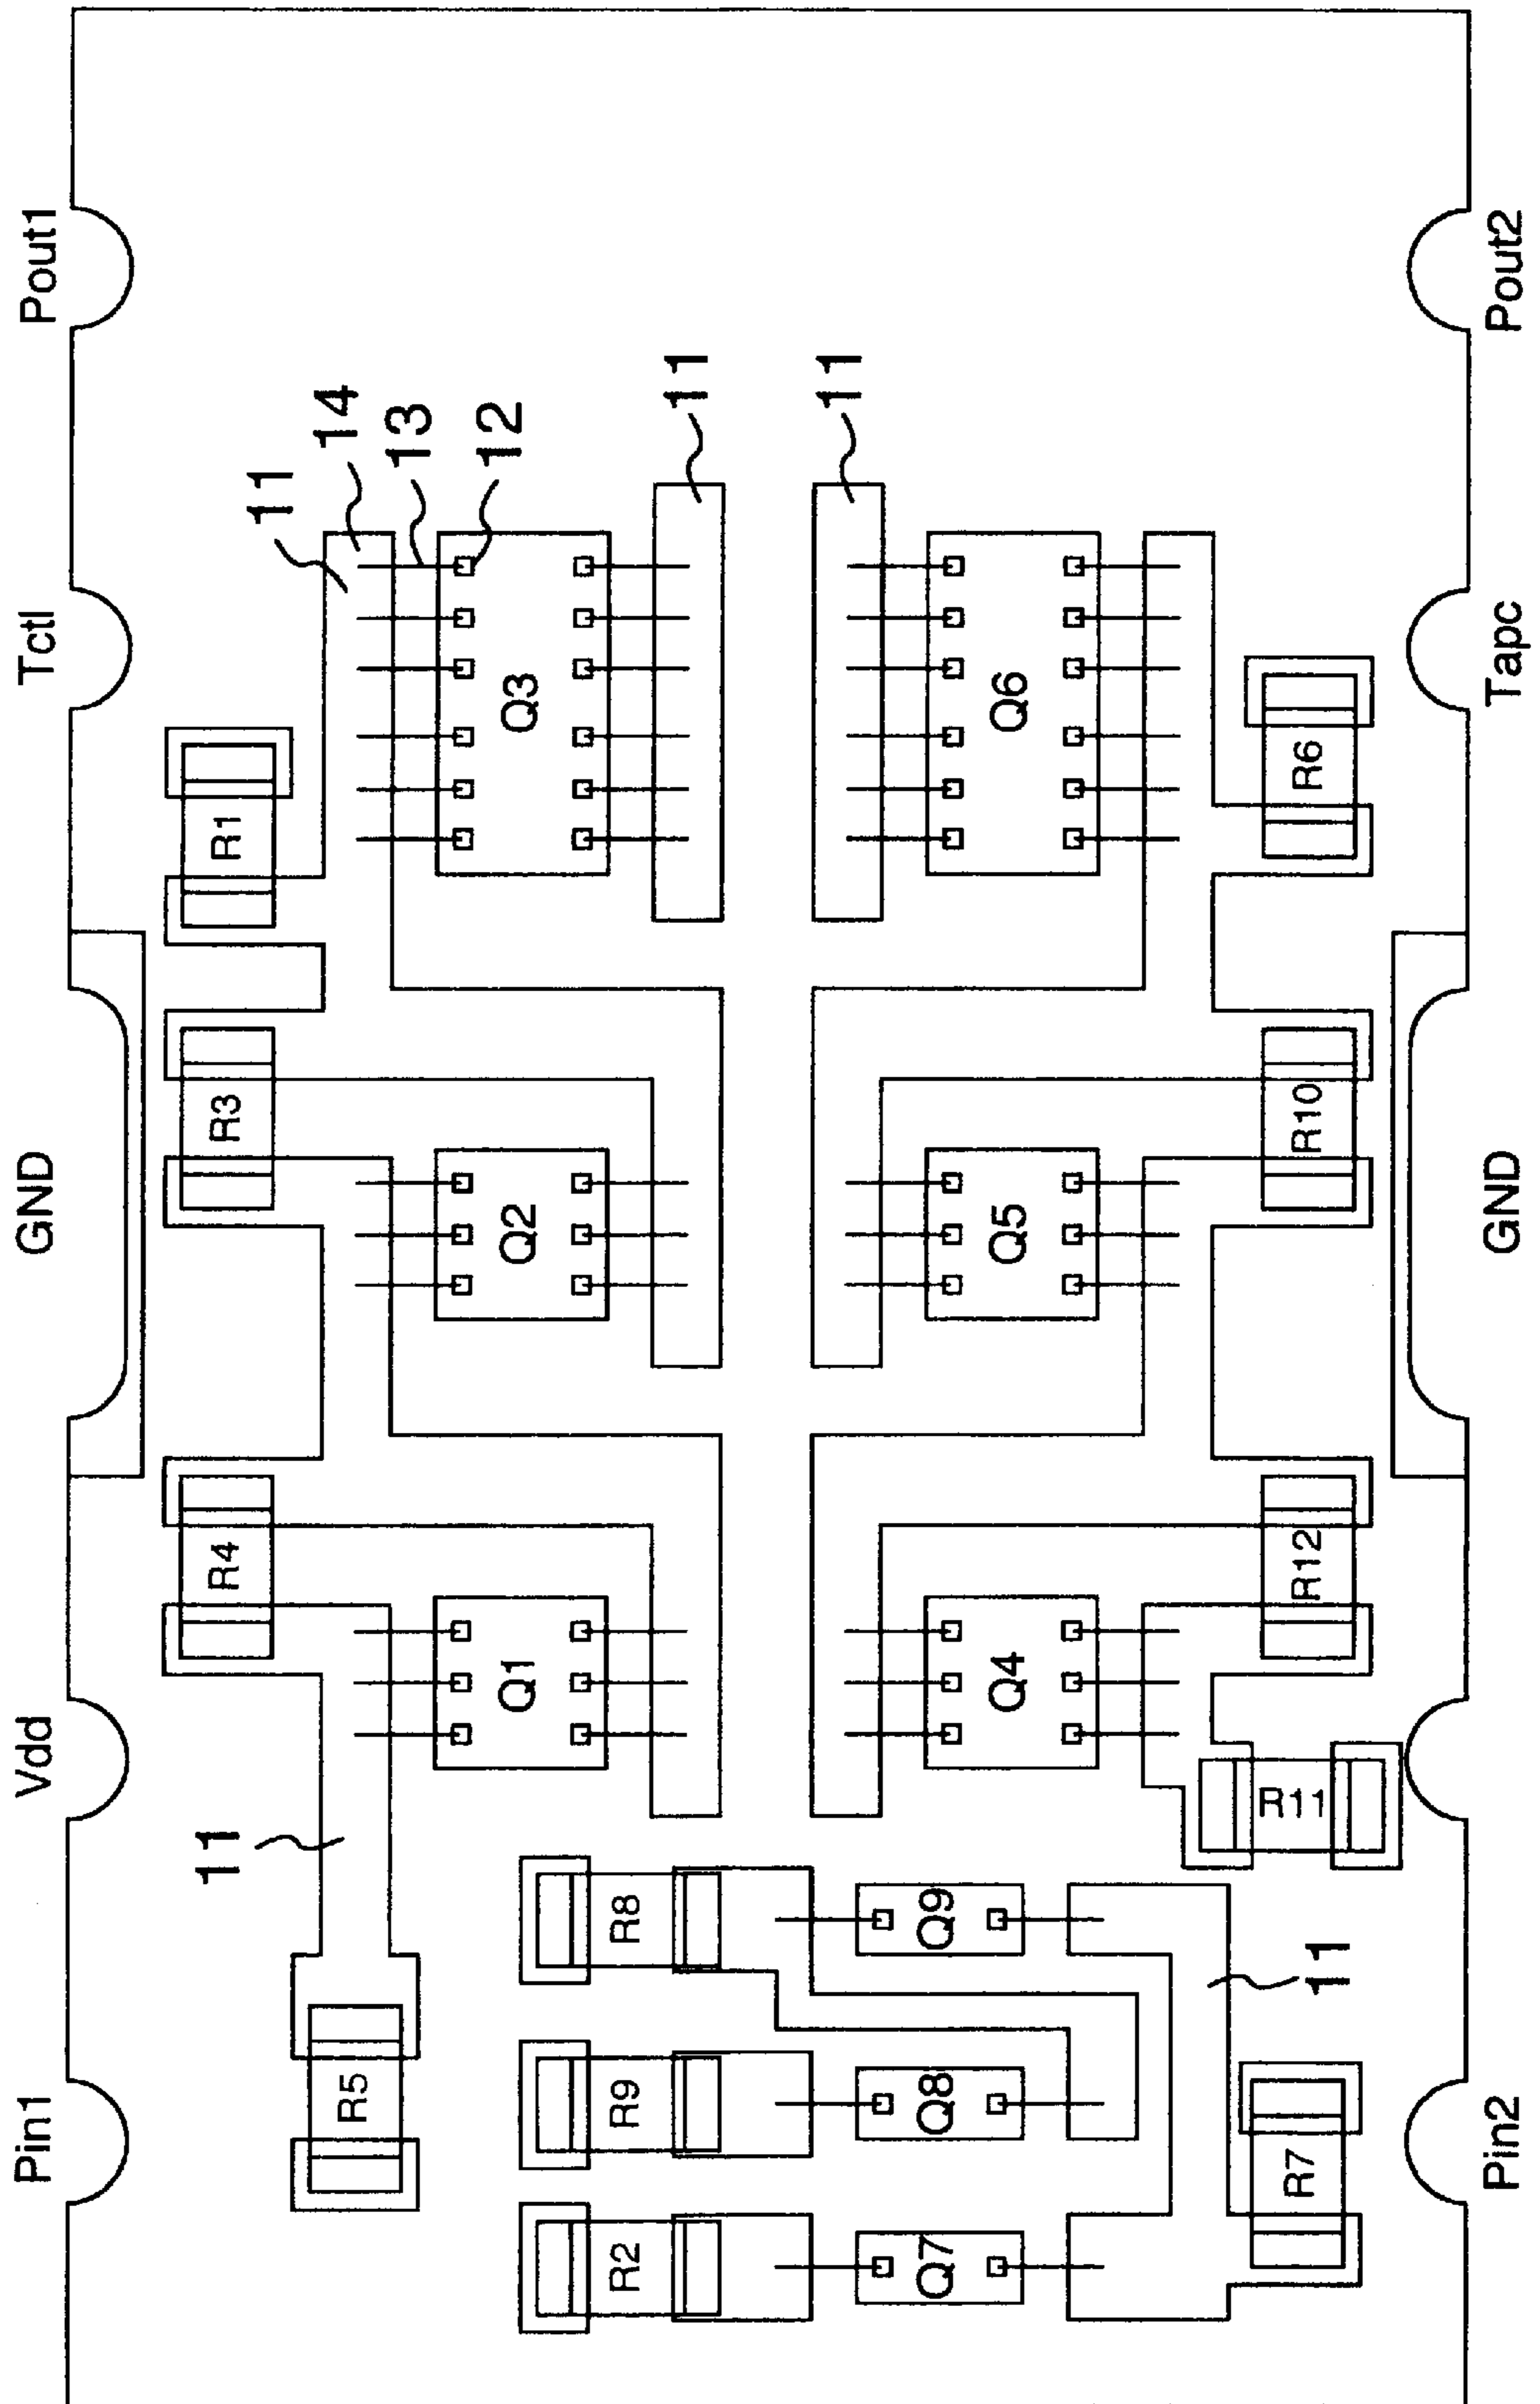 Pin1
Vdd
GND
Tctl
Pout1
R4
R3
R1
11
R5
11
14
13
12
Q1
Q2
Q3
R2
R9
R8
11
11
Q7
Q8
Q9
Q4
Q5
Q6
R7
11
R11
R12
R10
R6
Pin2
GND
Tapc
Pout2